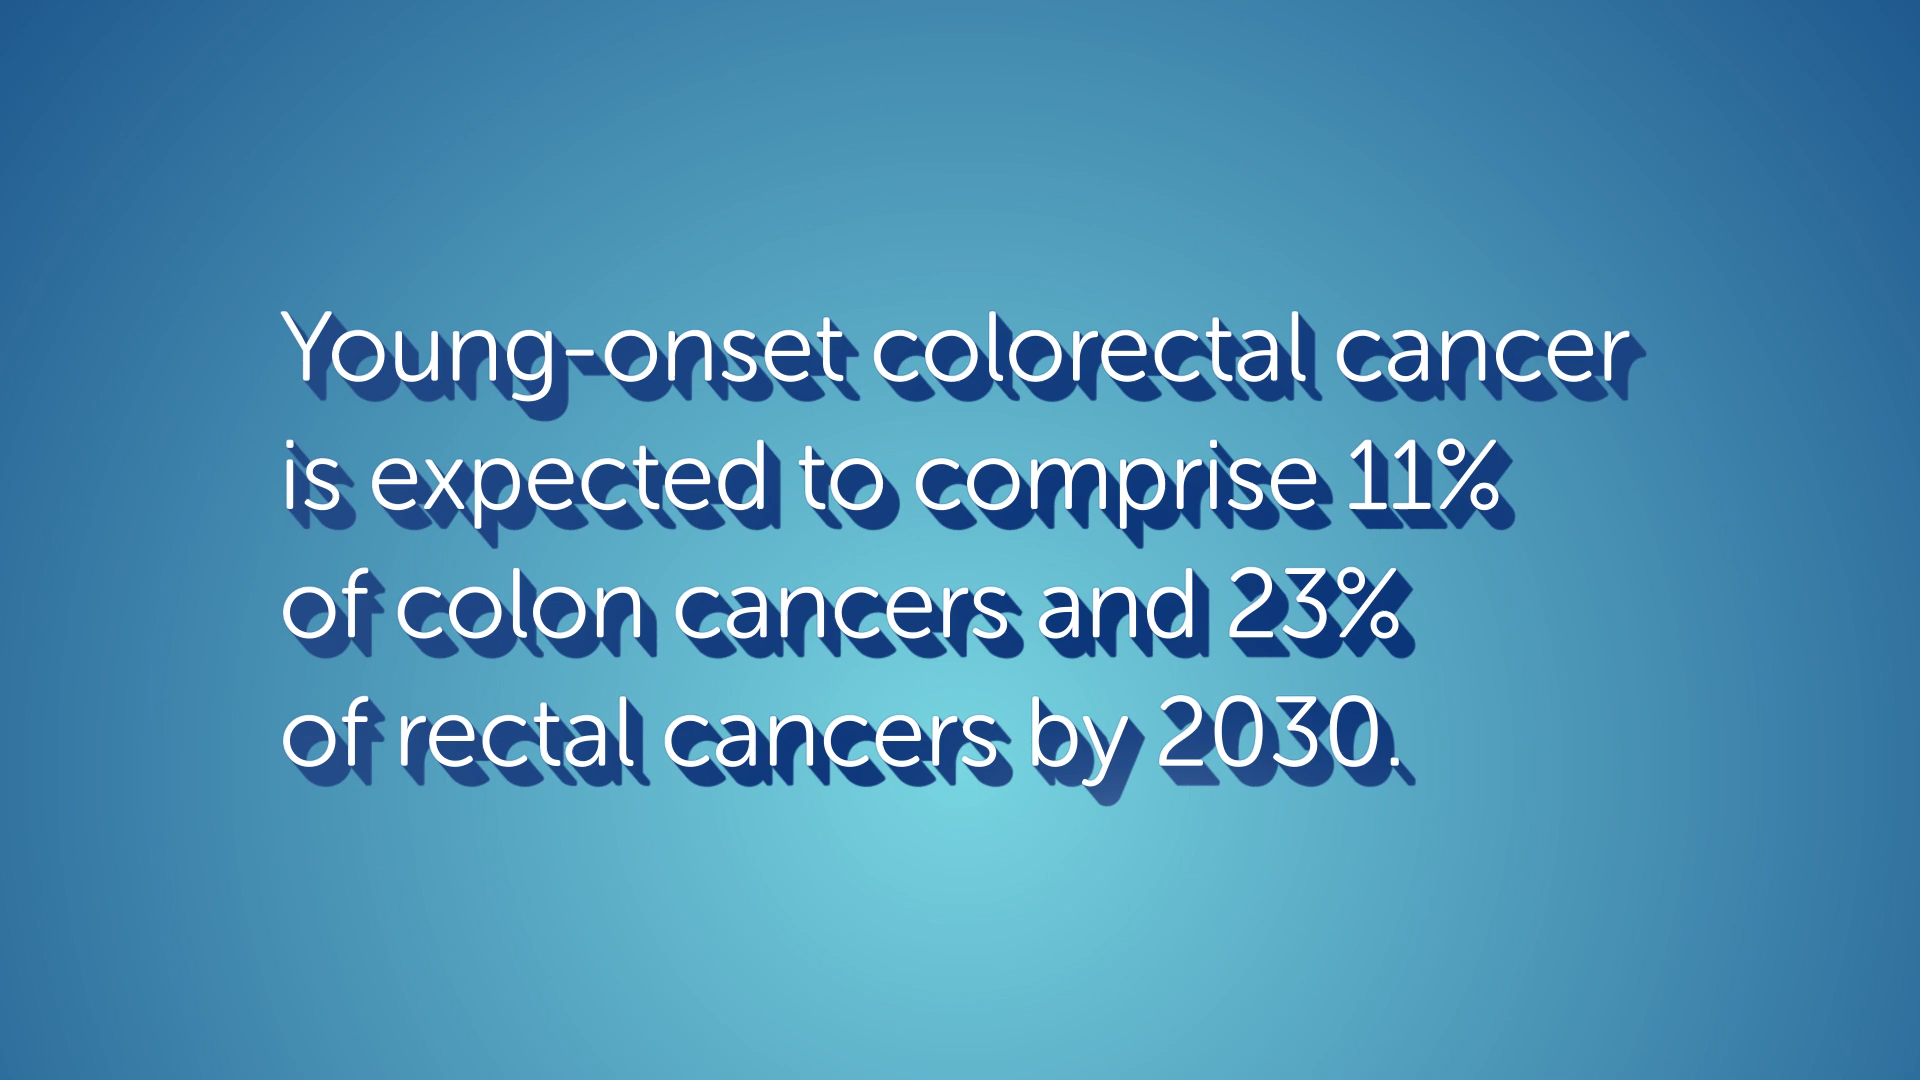 Young-onset colorectal cancer
is expected to comprise 11%
of colon cancers and 23%
of rectal cancers by 2030.